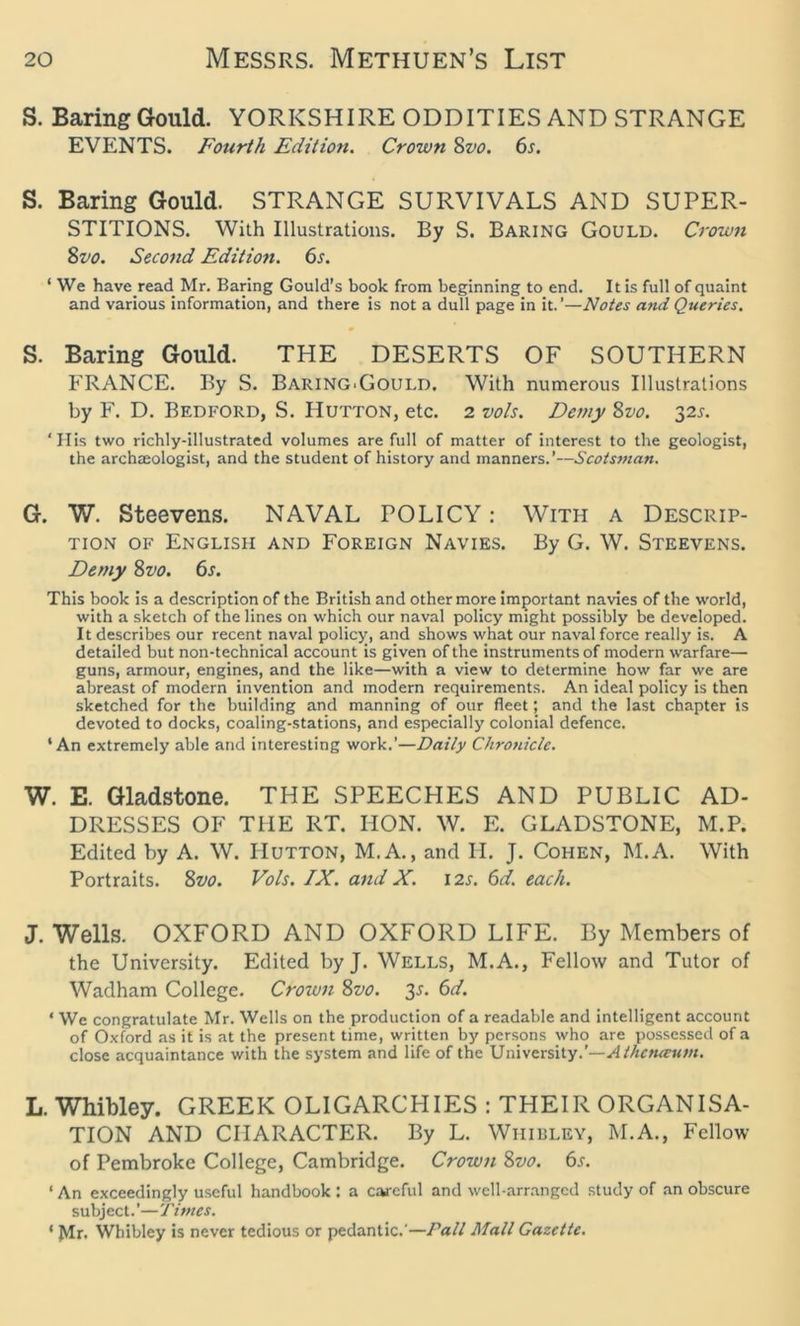 20 MESSRS. METHUEN'S LIST
S. Baring Gould. YORKSHIRE ODDITIES AND STRANGE
EVENTS. Fourth Edition. Crown 8vo. 6s.
S. Baring Gould. STRANGE SURVIVALS AND SUPER-
STITIONS. With Illustrations. By S. BARING GOULD. Crown
8vo. Second Edition. 6s.
‘ We have read Mr. Baring Gould's book from beginning to end. It is full of quaint
and various information, and there is not a dull page in it.’—Notes and Queries.
S. Baring Gould. THE DESERTS OF SOUTHERN
FRANCE. By S. BARING-GOULD. With numerous Illustrations
by F. D. BEDFORD, S. HUTTON, etc. 2 vols. Demy 8vo. 32s.
‘ His two richly-illustrated volumes are full of matter of interest to the geologist,
the archæologist, and the student of history and manners.’—Scotsman.
G. W. Steevens. NAVAL POLICY: WITH A DESCRIP-
TION OF ENGLISH AND FOREIGN NAVIES. By G. W. STEEVENS.
Demy 8vo. 6s.
This book is a description of the British and other more important navies of the world,
with a sketch of the lines on which our naval policy might possibly be developed.
It describes our recent naval policy, and shows what our naval force really is. A
detailed but non-technical account is given of the instruments of modern warfare—
guns, armour, engines, and the like—with a view to determine how far we are
abreast of modern invention and modern requirements. An ideal policy is then
sketched for the building and manning of our fleet; and the last chapter is
devoted to docks, coaling-stations, and especially colonial defence.
‘ An extremely able and interesting work.’—Daily Chronicle.
W. E. Gladstone. THE SPEECHES AND PUBLIC AD-
DRESSES OF THE RT. HON. W. E. GLADSTONE, M.P.
Edited by A. W. HUTTON, M.A., and H. J. COHEN, M.A. With
Portraits. 8vo. Vols. IX. and X. 12s. 6d. each.
J. Wells. OXFORD AND OXFORD LIFE. By Members of
the University. Edited by J. WELLS, M.A., Fellow and Tutor of
Wadham College. Crown 8vo. 3s. 6d.
‘ We congratulate Mr. Wells on the production of a readable and intelligent account
of Oxford as it is at the present time, written by persons who are possessed of a
close acquaintance with the system and life of the University.’—Athenæum.
L. Whibley. GREEK OLIGARCHIES : THEIR ORGANISA-
TION AND CHARACTER. By L. WHIBLEY, M.A., Fellow
of Pembroke College, Cambridge. Crown 8vo. 6s.
‘ An exceedingly useful handbook : a careful and well-arranged study of an obscure
subject.’—Times.
‘ Mr. Whibley is never tedious or pedantic.’—Pall Mall Gazette.